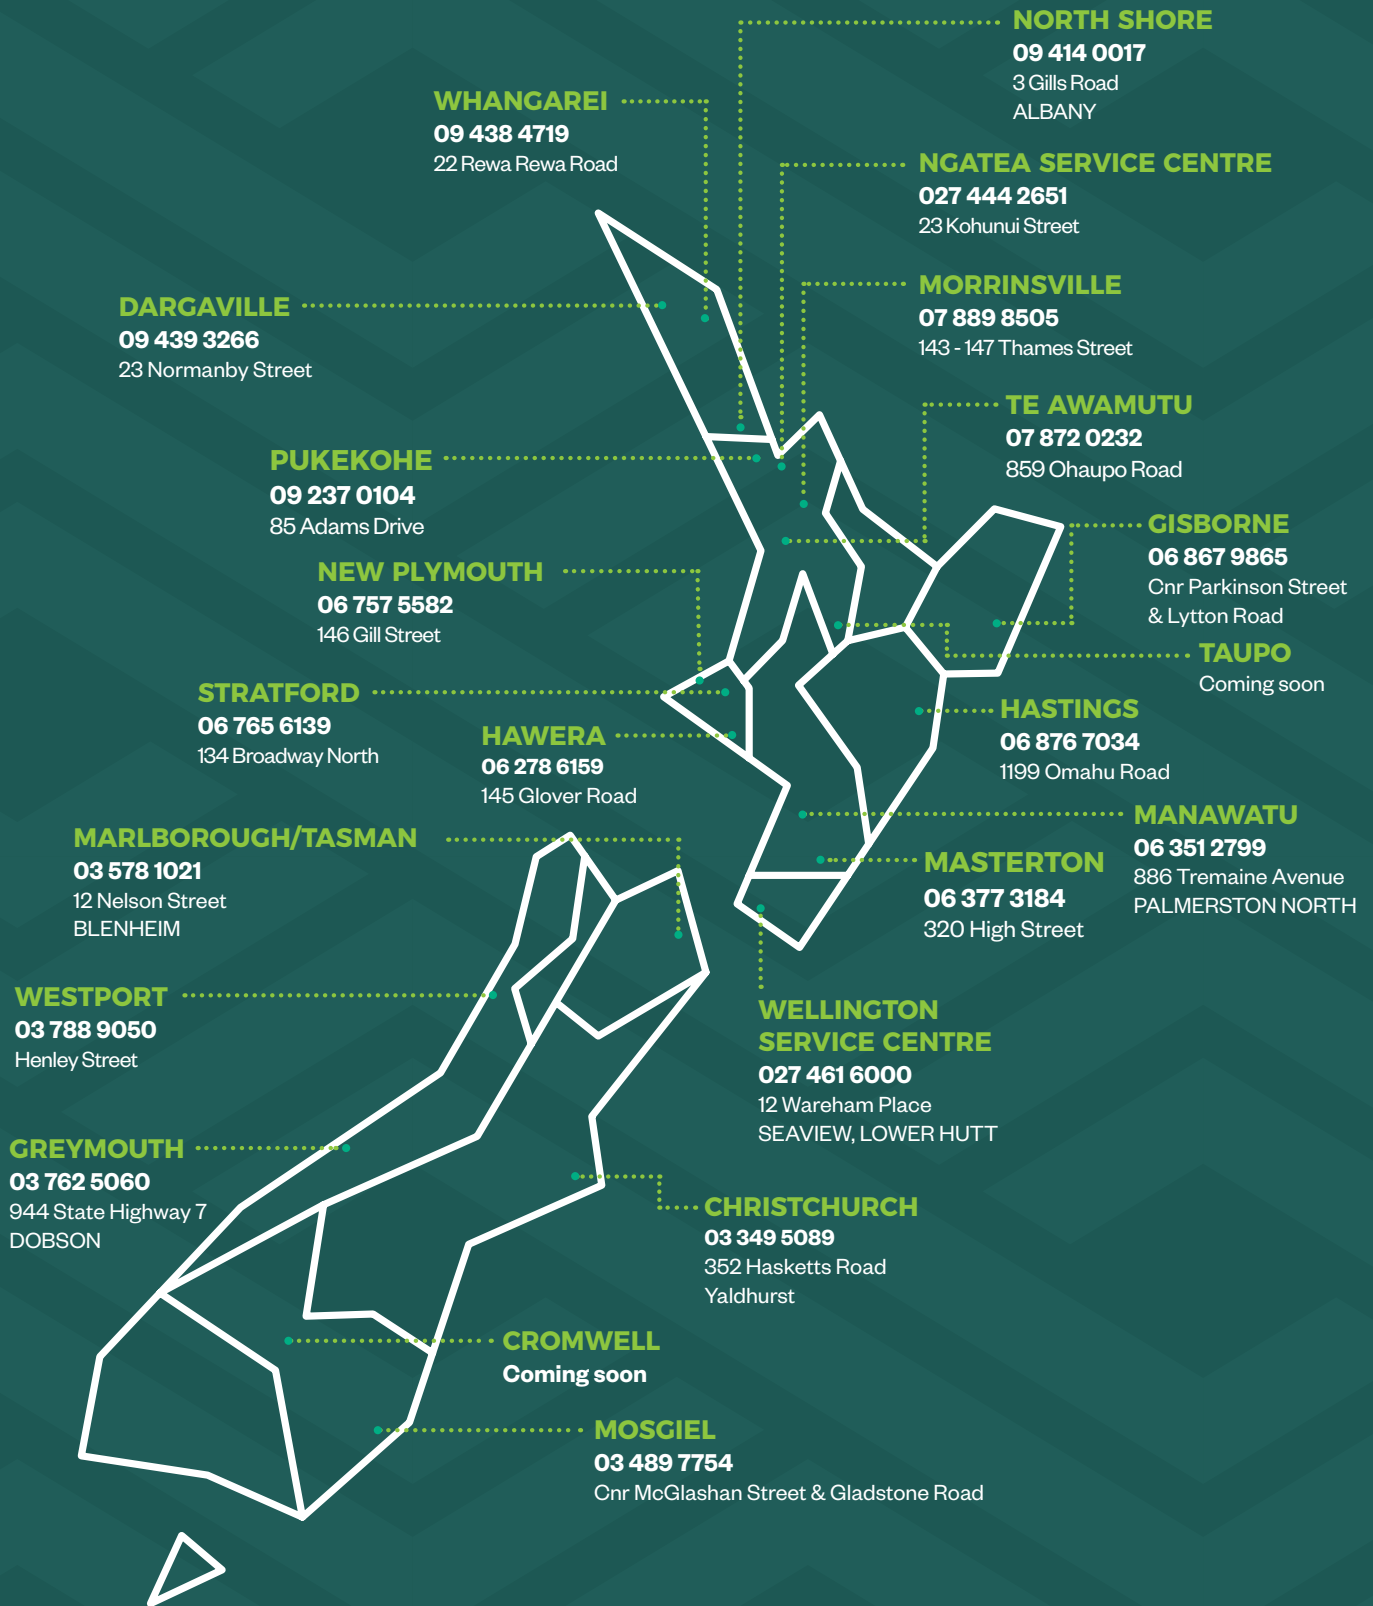 NORTH SHORE
09 414 0017
3 Gills Road
ALBANY
WHANGAREI
09 438 4719
22 Rewa Rewa Road
NGATEA SERVICE CENTRE
027 444 2651
23 Kohunui Street
MORRINSVILLE
07 889 8505
143 - 147 Thames Street
DARGAVILLE
09 439 3266
23 Normanby Street
TE AWAMUTU
07 872 0232
859 Ohaupo Road
PUKEKOHE
09 237 0104
85 Adams Drive
GISBORNE
06 867 9865
Cnr Parkinson Street
& Lytton Road
NEW PLYMOUTH
06 757 5582
146 Gill Street
TAUPO
Coming soon
STRATFORD
06 765 6139
134 Broadway North
HASTINGS
06 876 7034
1199 Omahu Road
HAWERA
06 278 6159
145 Glover Road
MANAWATU
06 351 2799
886 Tremaine Avenue
PALMERSTON NORTH
MARLBOROUGH/TASMAN
03 578 1021
12 Nelson Street
BLENHEIM
MASTERTON
06 377 3184
320 High Street
WESTPORT
03 788 9050
Henley Street
WELLINGTON
SERVICE CENTRE
027 461 6000
12 Wareham Place
SEAVIEW, LOWER HUTT
GREYMOUTH
03 762 5060
944 State Highway 7
DOBSON
CHRISTCHURCH
03 349 5089
352 Hasketts Road
Yaldhurst
CROMWELL
Coming soon
MOSGIEL
03 489 7754
Cnr McGlashan Street & Gladstone Road